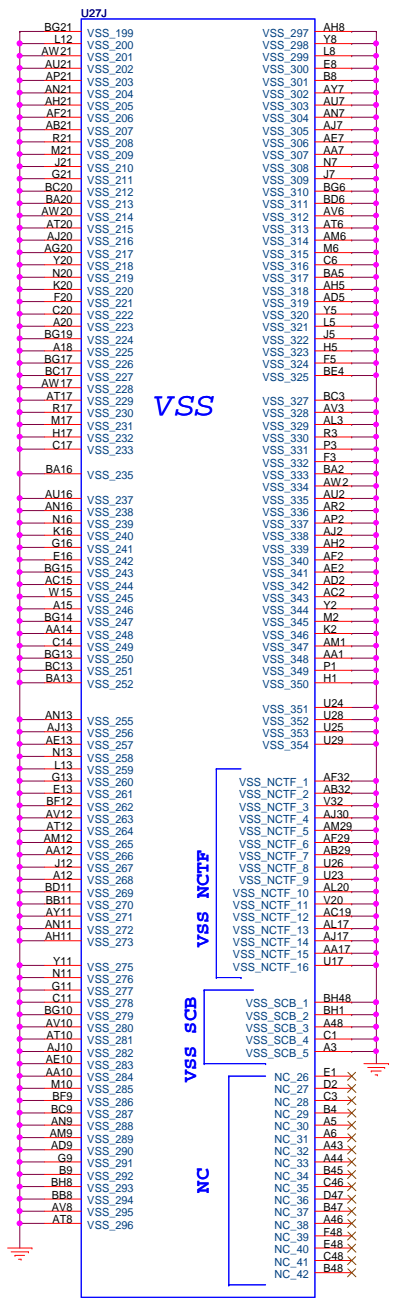 U27J
BG21 VSS_199
L12 VSS_200
AW21 VSS_201
AU21 VSS_202
AP21 VSS_203
AN21 VSS_204
AH21 VSS_205
AF21 VSS_206
AB21 VSS_207
R21 VSS_208
M21 VSS_209
J21 VSS_210
G21 VSS_211
BC20 VSS_212
BA20 VSS_213
AW20 VSS_214
AT20 VSS_215
AJ20 VSS_216
AG20 VSS_217
Y20 VSS_218
N20 VSS_219
K20 VSS_220
F20 VSS_221
C20 VSS_222
A20 VSS_223
BG19 VSS_224
A18 VSS_225
BG17 VSS_226
BC17 VSS_227
AW17 VSS_228
AT17 VSS_229
R17 VSS_230
M17 VSS_231
H17 VSS_232
C17 VSS_233
BA16 VSS_235
AU16 VSS_237
AN16 VSS_238
N16 VSS_239
K16 VSS_240
G16 VSS_241
E16 VSS_242
BG15 VSS_243
AC15 VSS_244
W15 VSS_245
A15 VSS_246
BG14 VSS_247
AA14 VSS_248
C14 VSS_249
BG13 VSS_250
BC13 VSS_251
BA13 VSS_252
AN13 VSS_255
AJ13 VSS_256
AE13 VSS_257
N13 VSS_258
L13 VSS_259
G13 VSS_260
E13 VSS_261
BF12 VSS_262
AV12 VSS_263
AT12 VSS_264
AM12 VSS_265
AA12 VSS_266
J12 VSS_267
A12 VSS_268
BD11 VSS_269
BB11 VSS_270
AY11 VSS_271
AN11 VSS_272
AH11 VSS_273
Y11 VSS_275
N11 VSS_276
G11 VSS_277
C11 VSS_278
BG10 VSS_279
AV10 VSS_280
AT10 VSS_281
AJ10 VSS_282
AE10 VSS_283
AA10 VSS_284
M10 VSS_285
BF9 VSS_286
BC9 VSS_287
AN9 VSS_288
AM9 VSS_289
AD9 VSS_290
G9 VSS_291
B9 VSS_292
BH8 VSS_293
BB8 VSS_294
AV8 VSS_295
AT8 VSS_296
VSS
VSS_297 AH8
VSS_298 Y8
VSS_299 L8
VSS_300 E8
VSS_301 B8
VSS_302 AY7
VSS_303 AU7
VSS_304 AN7
VSS_305 AJ7
VSS_306 AE7
VSS_307 AA7
VSS_308 N7
VSS_309 J7
VSS_310 BG6
VSS_311 BD6
VSS_312 AV6
VSS_313 AT6
VSS_314 AM6
VSS_315 M6
VSS_316 C6
VSS_317 BA5
VSS_318 AH5
VSS_319 AD5
VSS_320 Y5
VSS_321 L5
VSS_322 J5
VSS_323 H5
VSS_324 F5
VSS_325 BE4
VSS_327 BC3
VSS_328 AV3
VSS_329 AL3
VSS_330 R3
VSS_331 P3
VSS_332 F3
VSS_333 BA2
VSS_334 AW2
VSS_335 AU2
VSS_336 AR2
VSS_337 AP2
VSS_338 AJ2
VSS_339 AH2
VSS_340 AF2
VSS_341 AE2
VSS_342 AD2
VSS_343 AC2
VSS_344 Y2
VSS_345 M2
VSS_346 K2
VSS_347 AM1
VSS_348 AA1
VSS_349 P1
VSS_350 H1
VSS_351 U24
VSS_352 U28
VSS_353 U25
VSS_354 U29
VSS NCTF
VSS_NCTF_1 AF32
VSS_NCTF_2 AB32
VSS_NCTF_3 V32
VSS_NCTF_4 AJ30
VSS_NCTF_5 AM29
VSS_NCTF_6 AF29
VSS_NCTF_7 AB29
VSS_NCTF_8 U26
VSS_NCTF_9 U23
VSS_NCTF_10 AL20
VSS_NCTF_11 V20
VSS_NCTF_12 AC19
VSS_NCTF_13 AL17
VSS_NCTF_14 AJ17
VSS_NCTF_15 AA17
VSS_NCTF_16 U17
VSS SCB
VSS_SCB_1 BH48
VSS_SCB_2 BH1
VSS_SCB_3 A48
VSS_SCB_4 C1
VSS_SCB_5 A3
NC
NC_26 E1
NC_27 D2
NC_28 C3
NC_29 B4
NC_30 A5
NC_31 A6
NC_32 A43
NC_33 A44
NC_34 B45
NC_35 C46
NC_36 D47
NC_37 B47
NC_38 A46
NC_39 F48
NC_40 E48
NC_41 C48
NC_42 B48